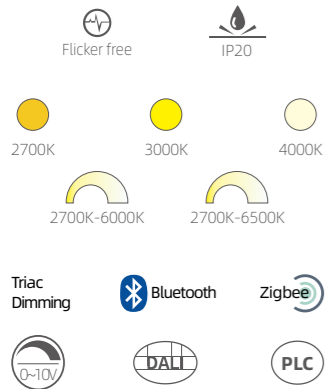 Flicker free
IP20
2700K
3000K
4000K
2700K-6000K
2700K-6500K
Triac
Dimming
Bluetooth
Zigbee
0~10V
DALI
PLC